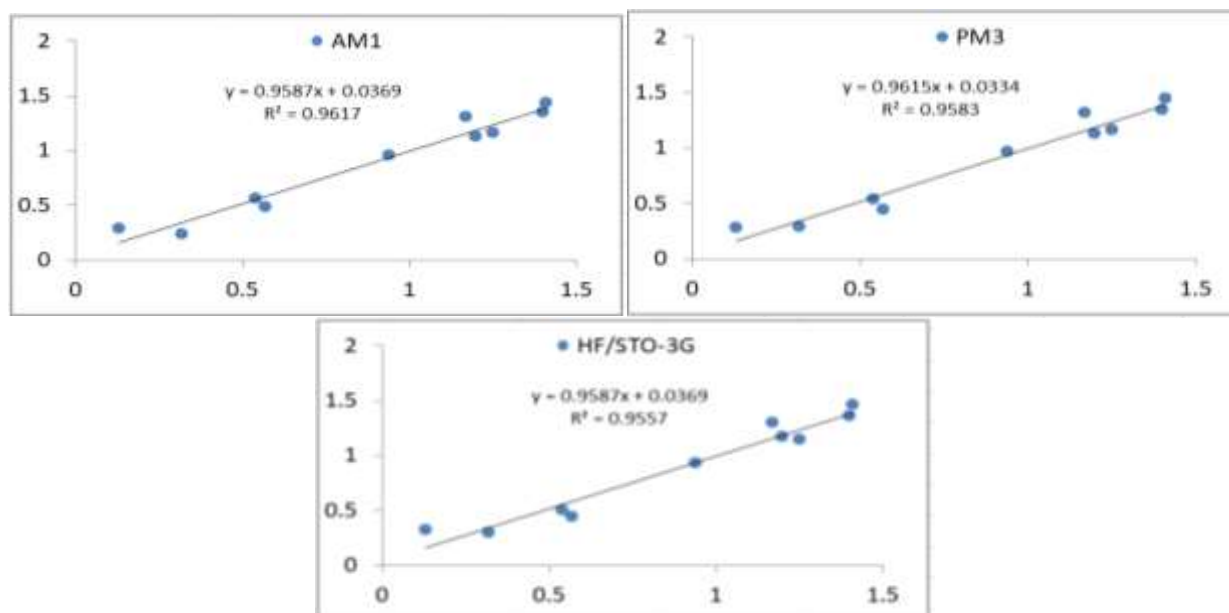 AM1
y = 0.9587x + 0.0369
R² = 0.9617
2
1.5
1
0.5
0
0 0.5 1 1.5
PM3
y = 0.9615x + 0.0334
R² = 0.9583
2
1.5
1
0.5
0
0 0.5 1 1.5
HF/STO-3G
y = 0.9587x + 0.0369
R² = 0.9557
2
1.5
1
0.5
0
0 0.5 1 1.5